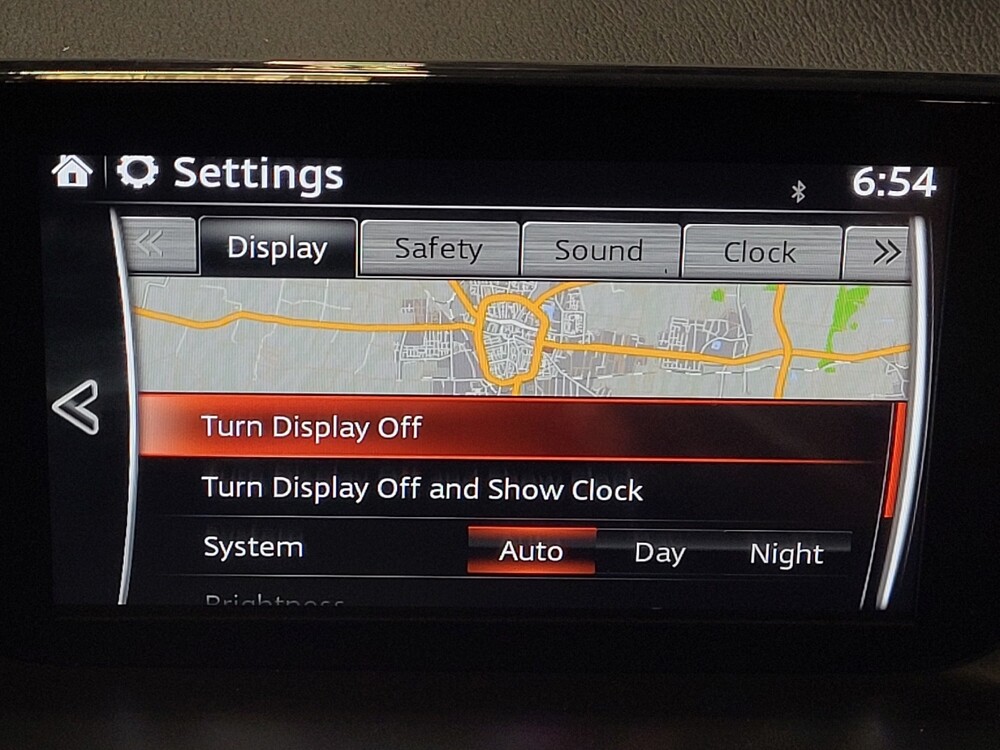 Settings
6:54
Display
Safety
Sound
Clock
Turn Display Off
Turn Display Off and Show Clock
System
Auto
Day
Night
Brightness